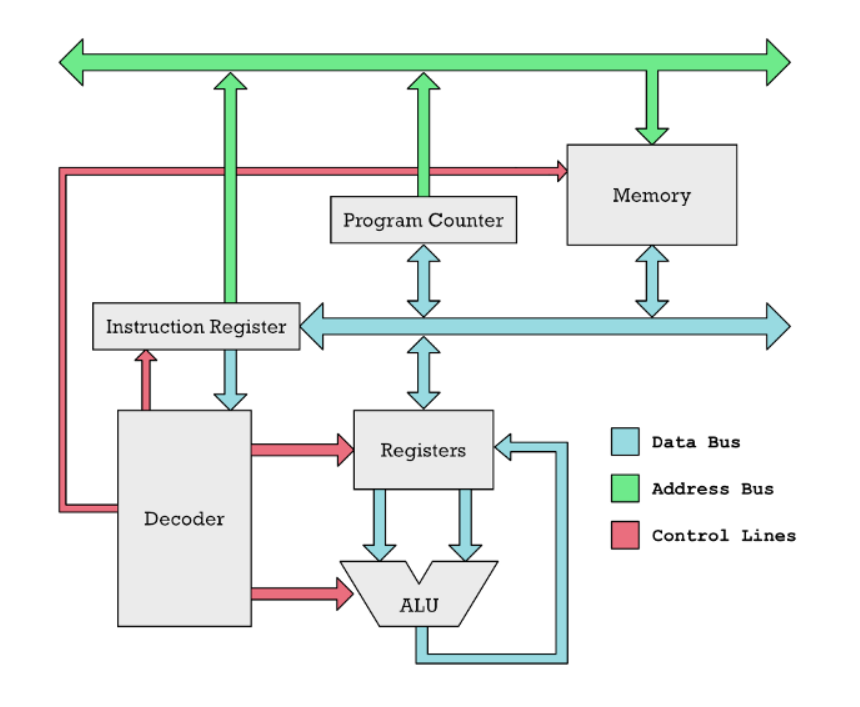 Memory
Program Counter
Instruction Register
Registers
Decoder
ALU
Data Bus
Address Bus
Control Lines